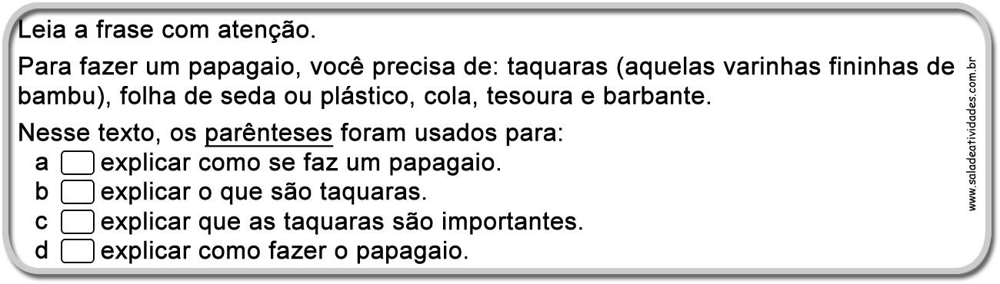 Leia a frase com atenção.
Para fazer um papagaio, você precisa de: taquaras (aquelas varinhas fininhas de
bambu), folha de seda ou plástico, cola, tesoura e barbante.
Nesse texto, os parênteses foram usados para:
a explicar como se faz um papagaio.
b explicar o que são taquaras.
c explicar que as taquaras são importantes.
d explicar como fazer o papagaio.
www.saladeatividades.com.br